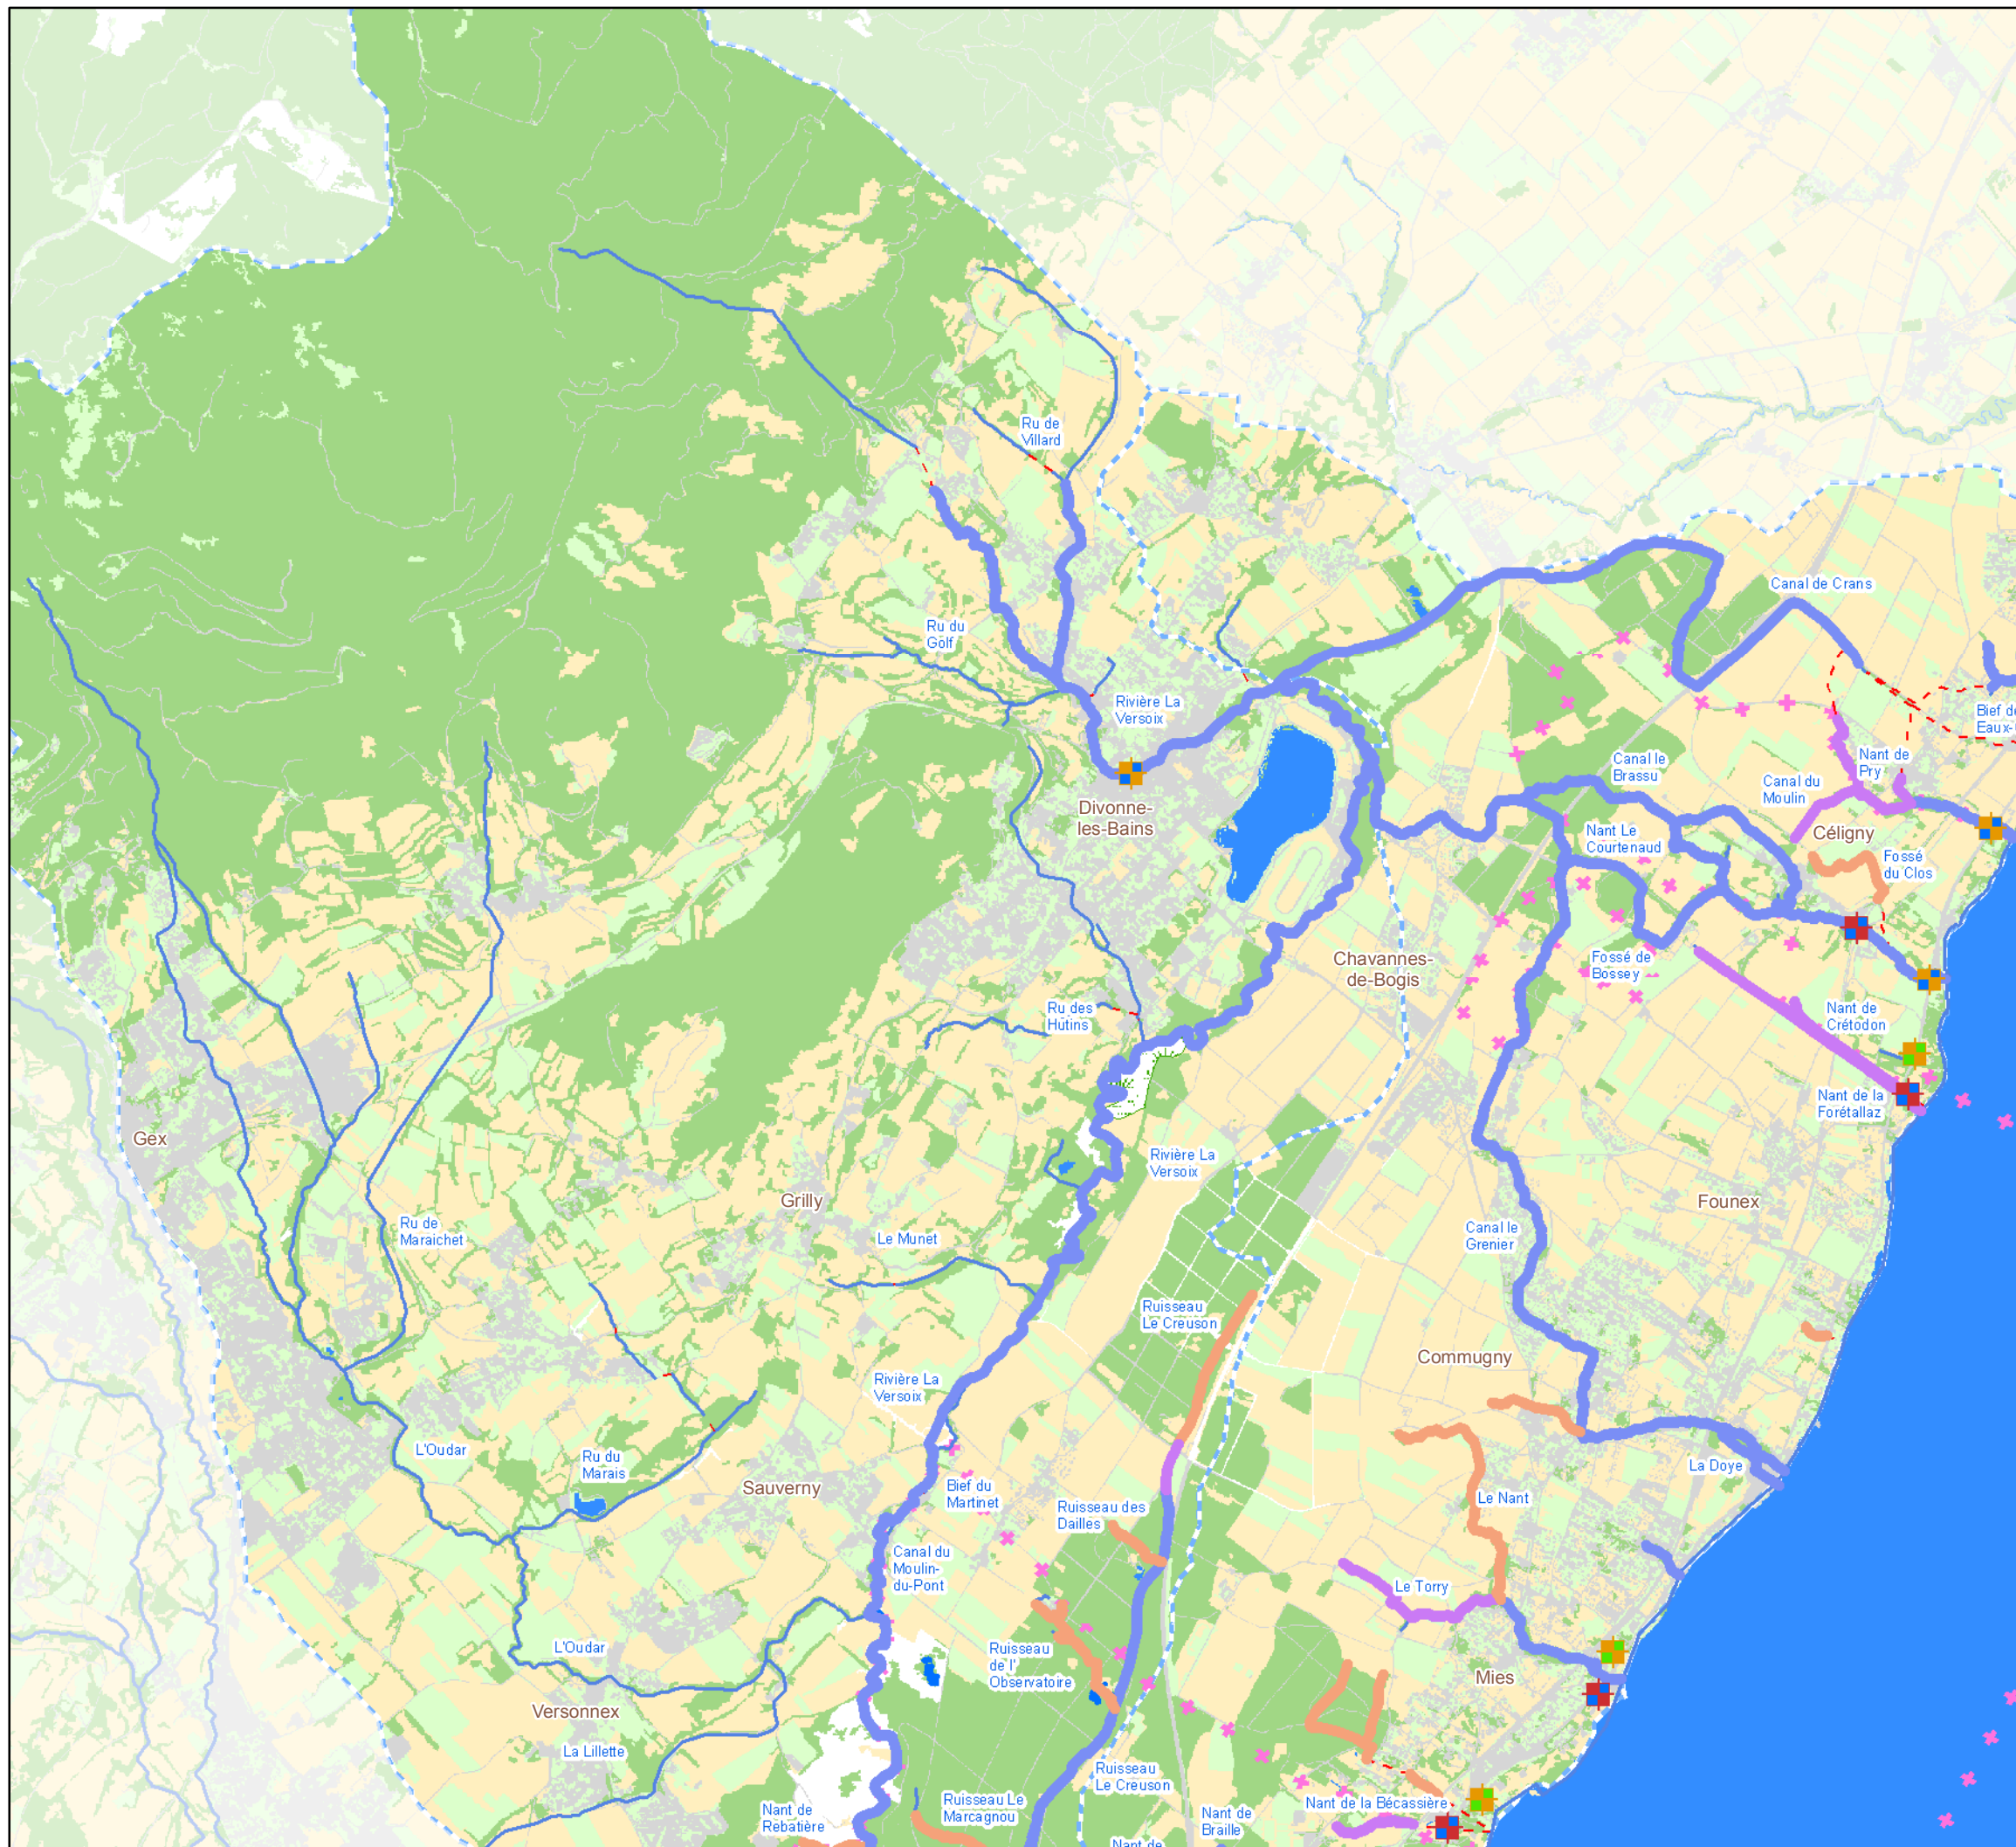 Ru de
Villard
Canal de Crans
Ru du
Golf
Rivière La
Versoix
Bief de
Eaux-
Nant de
Pry
Canal le
Brassu
Canal du
Moulin
Divonne-
les-Bains
Céligny
Nant Le
Courtenaud
Fossé
du Clos
Chavannes-
de-Bogis
Fossé de
Bossey
Ru des
Hutins
Nant de
Crétodon
Nant de la
Forétallaz
Gex
Rivière La
Versoix
Grilly
Founex
Ru de
Maraichet
Le Munet
Canal le
Grenier
Ruisseau
Le Creuson
Commugny
Rivière La
Versoix
L'Oudar
Ru du
Marais
La Doye
Sauverny
Bief du
Martinet
Le Nant
Ruisseau des
Dailles
Canal du
Moulin-
du-Pont
Le Torry
L'Oudar
Ruisseau
de l'
Observatoire
Mies
Versonnex
La Lillette
Ruisseau
Le Creuson
Nant de
Rebatière
Ruisseau Le
Marcagnou
Nant de
Braille
Nant de la Bécassière
Nant de